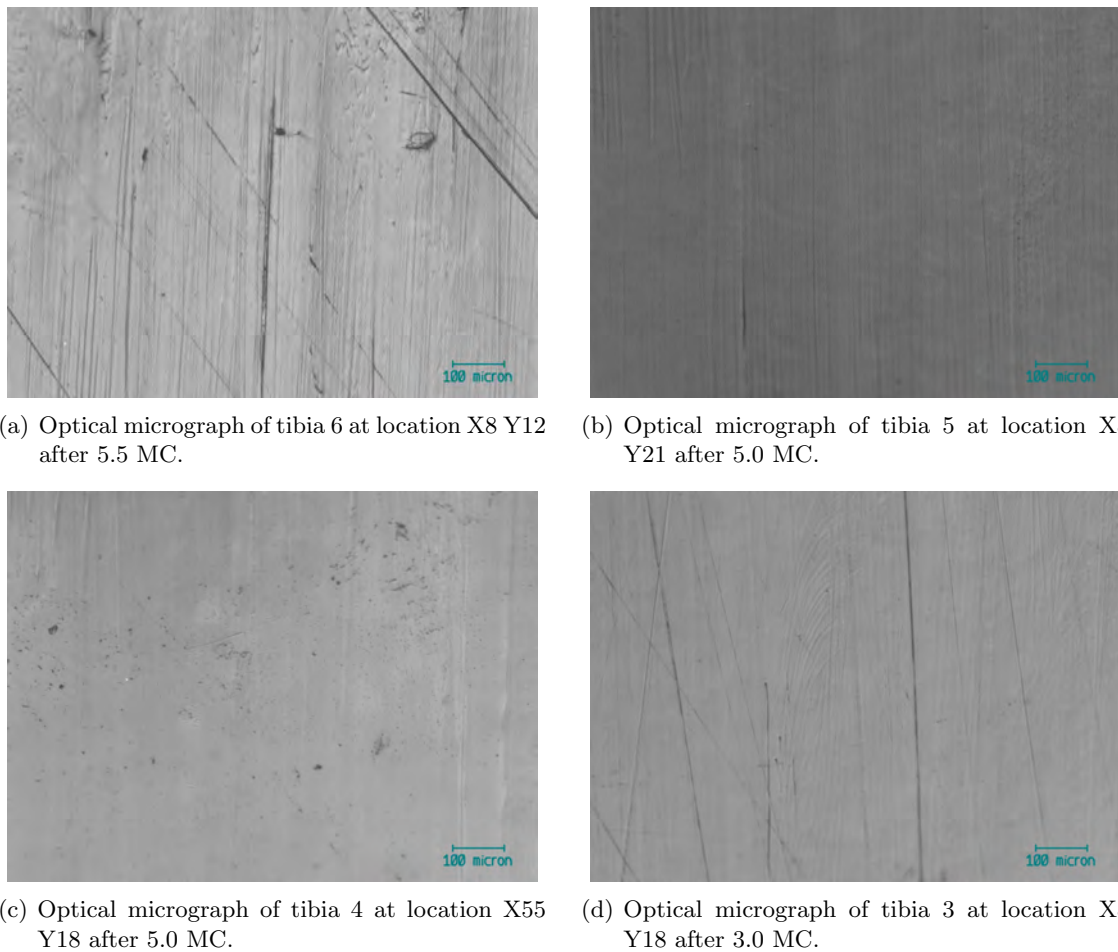 100 micron
100 micron
a) Optical micrograph of tibia 6 at location X8 Y12
after 5.5 MC.
(b) Optical micrograph of tibia 5 at location X
Y21 after 5.0 MC.
100 micron
100 micron
c) Optical micrograph of tibia 4 at location X55
Y18 after 5.0 MC.
(d) Optical micrograph of tibia 3 at location X
Y18 after 3.0 MC.